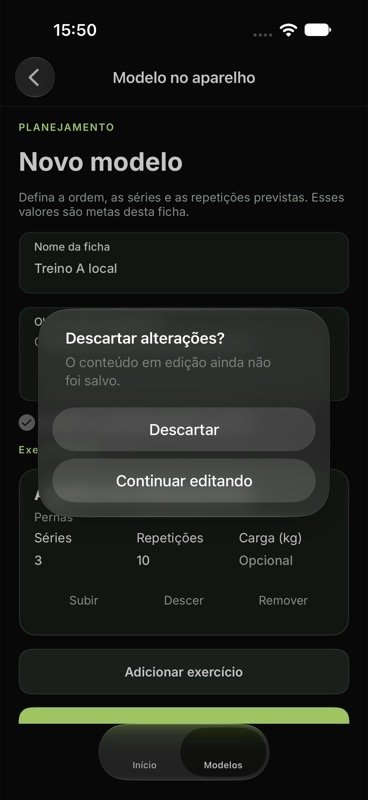 15:50
Modelo no aparelho
PLANEJAMENTO
Novo modelo
Defina a ordem, as séries e as repetições previstas. Esses
valores são metas desta ficha.
Nome da ficha
Treino A local
Descartar alterações?
O conteúdo em edição ainda não
foi salvo.
Descartar
Continuar editando
Pernas
Séries
Repetições
Carga (kg)
3
10
Opcional
Subir
Descer
Remover
Adicionar exercício
Início
Modelos